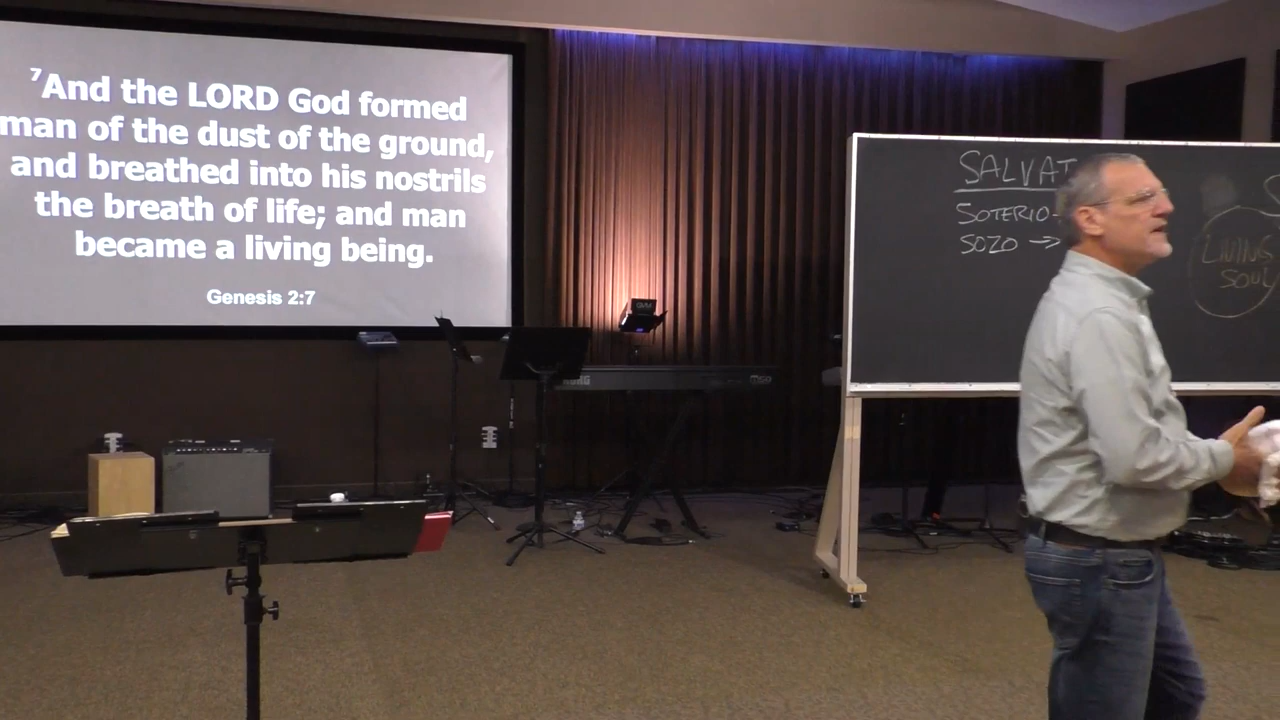 ⁷And the LORD God formed
man of the dust of the ground,
and breathed into his nostrils
the breath of life; and man
became a living being.
Genesis 2:7
SALVAT
SOTERIO-
SOZO →
LIVING
SOUL
KORG